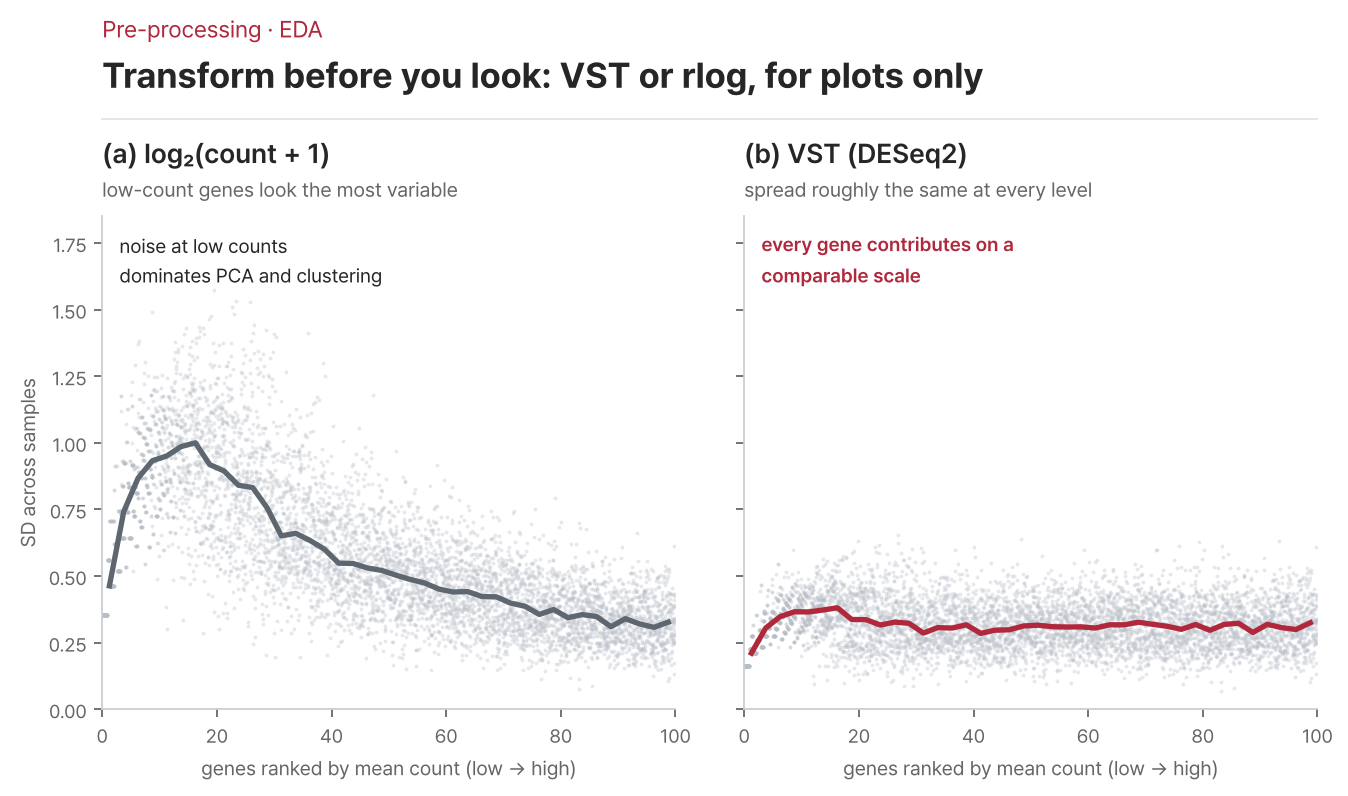 Pre-processing · EDA
Transform before you look: VST or rlog, for plots only
(a) log₂(count + 1)
low-count genes look the most variable
noise at low counts
dominates PCA and clustering
SD across samples
1.75
1.50
1.25
1.00
0.75
0.50
0.25
0.00
0 20 40 60 80 100
genes ranked by mean count (low → high)
(b) VST (DESeq2)
spread roughly the same at every level
every gene contributes on a
comparable scale
0 20 40 60 80 100
genes ranked by mean count (low → high)